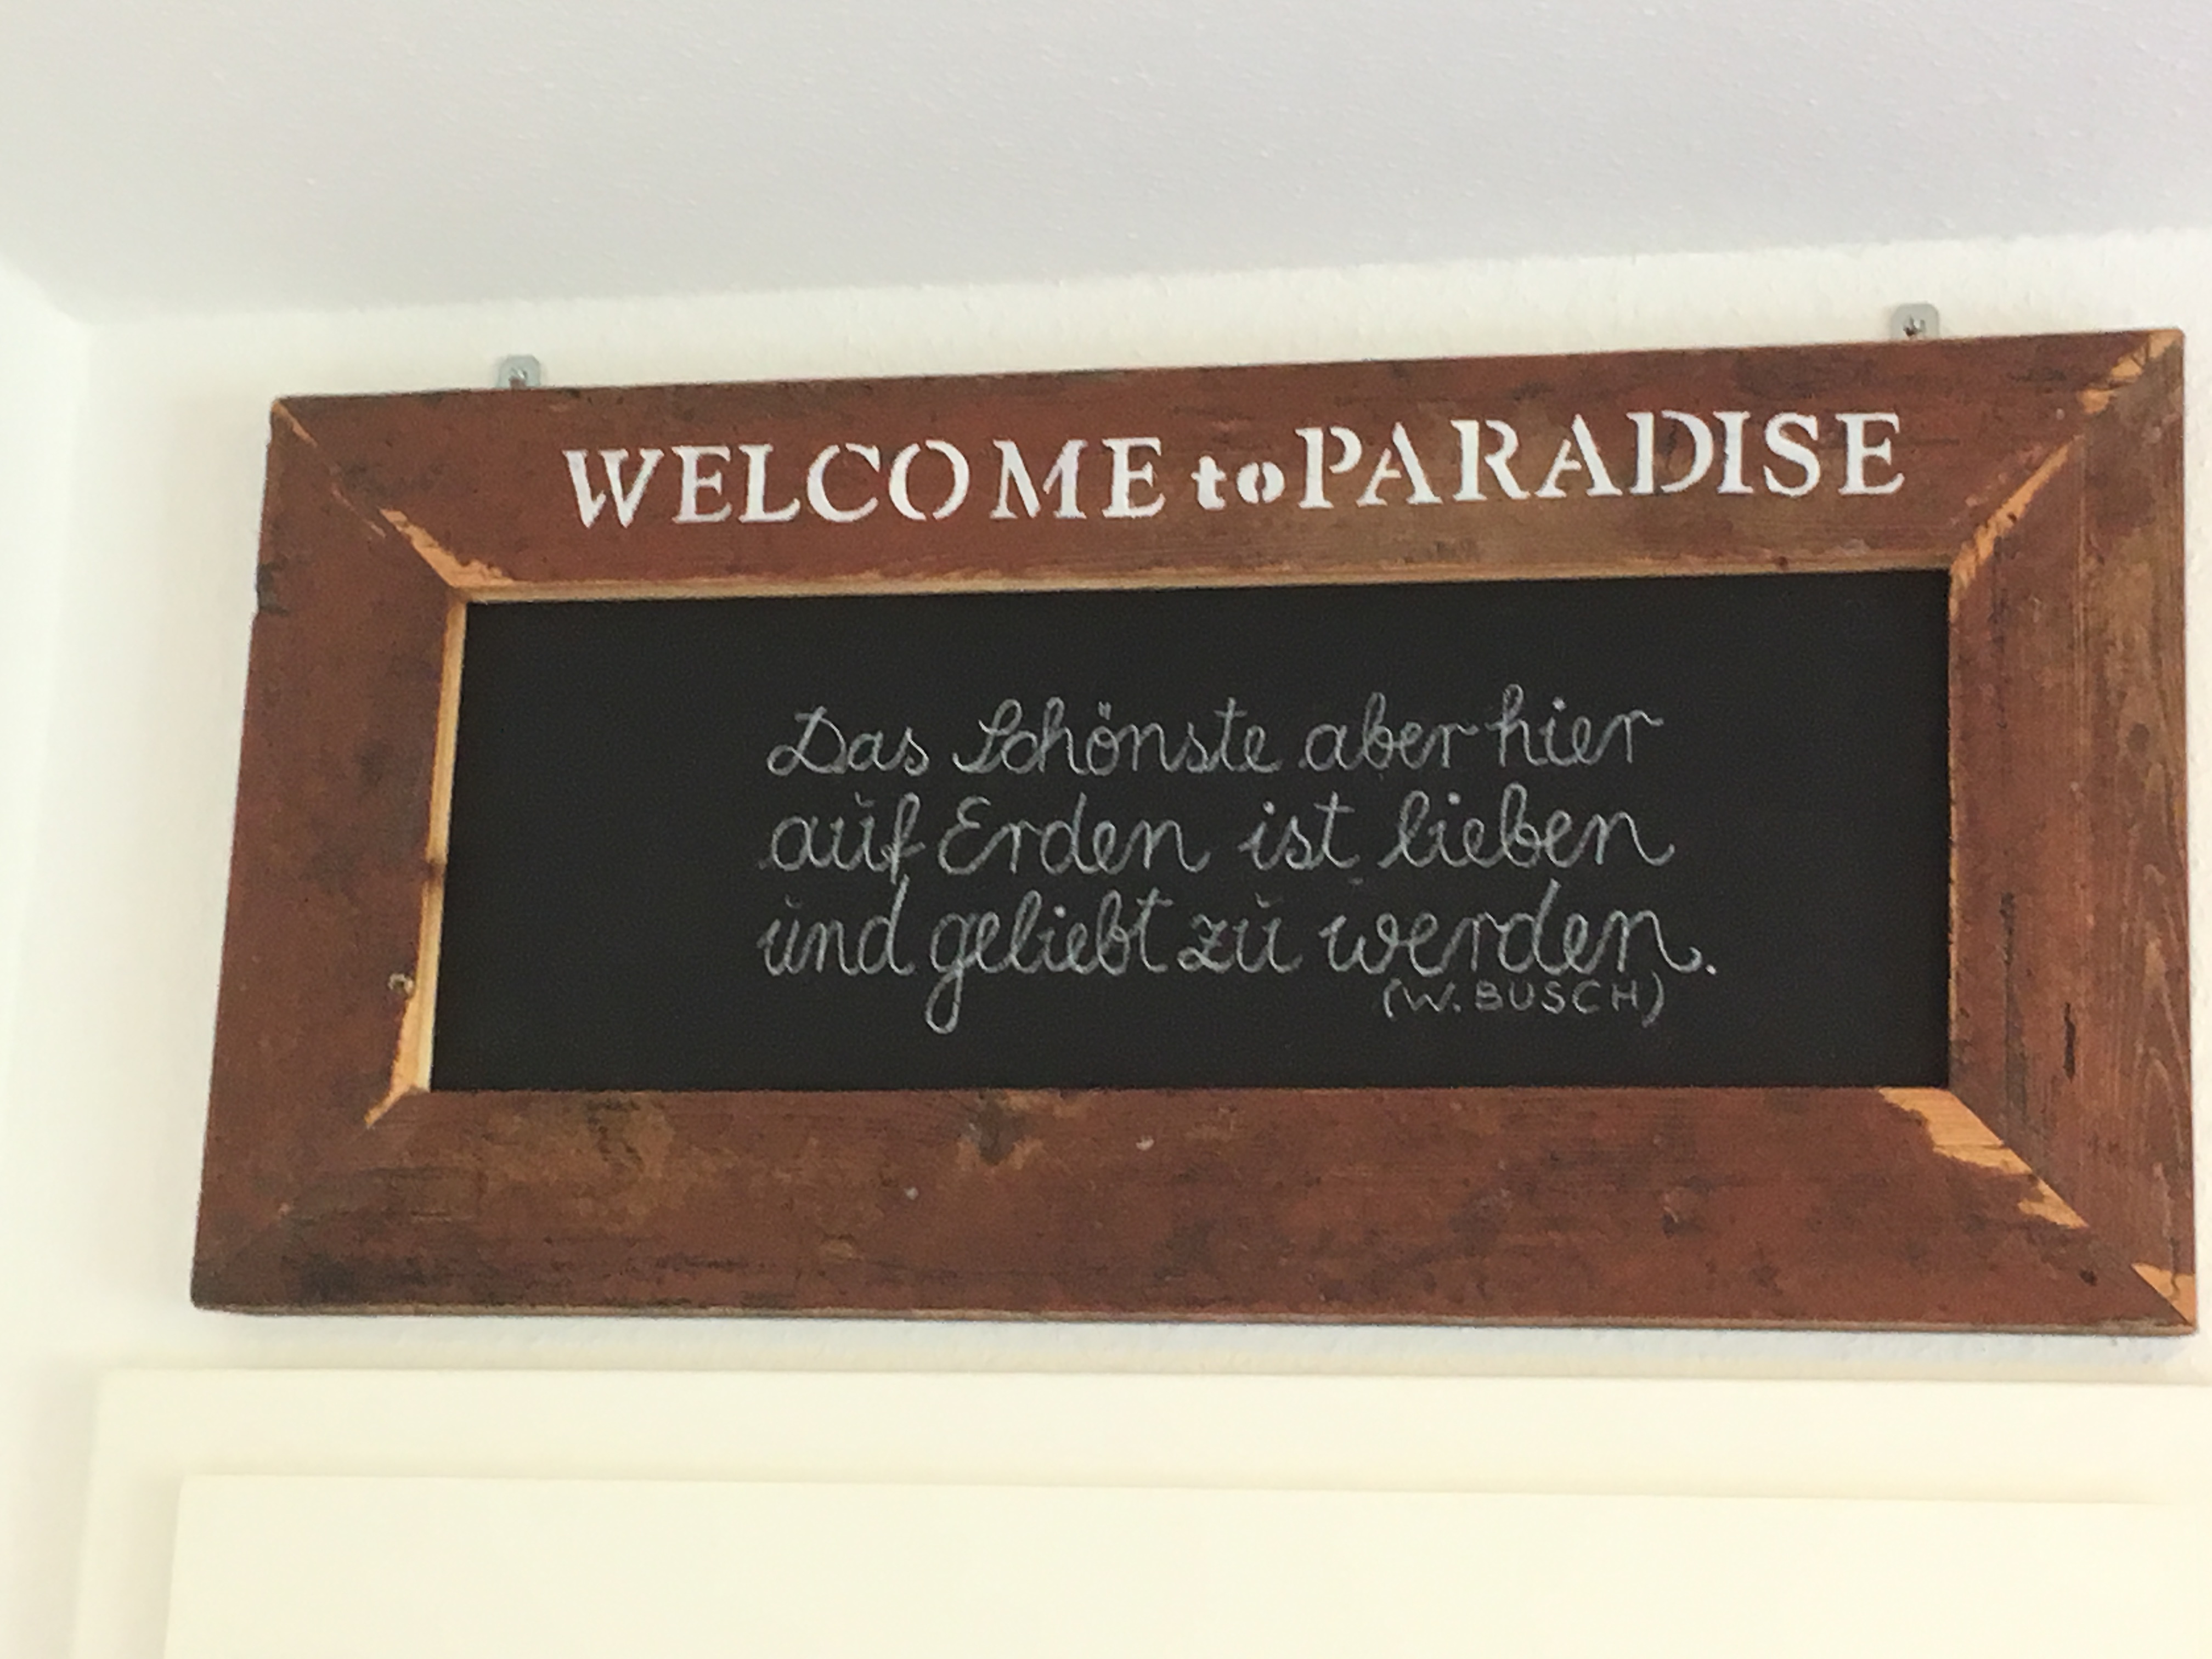 WELCOME to PARADISE
Das Schönste aber hier
auf Erden ist lieben
und geliebt zu werden.
(W. BUSCH)